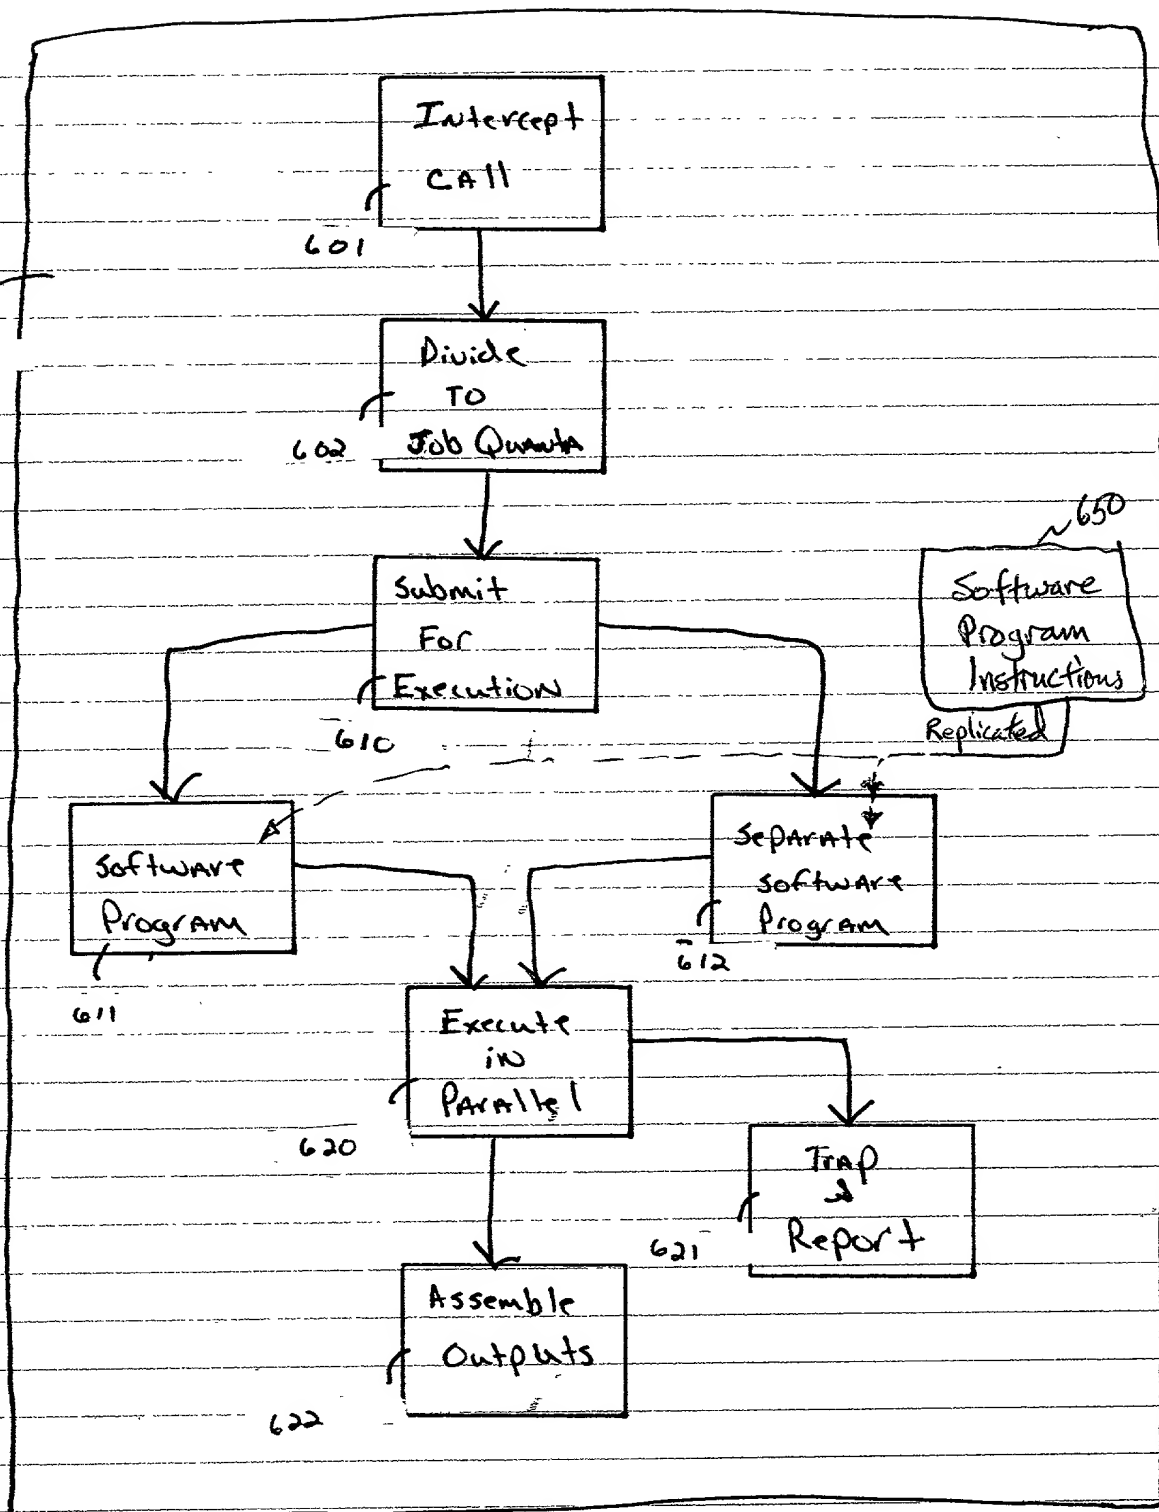 Intercept
Call
601
Divide
To
Job Quanta
602
650
Software
Program
Instructions
Replicated
Submit
For
Execution
610
Software
Program
611
Separate
Software
Program
612
Execute
in
Parallel
620
Trap
&
Report
621
Assemble
Outputs
622